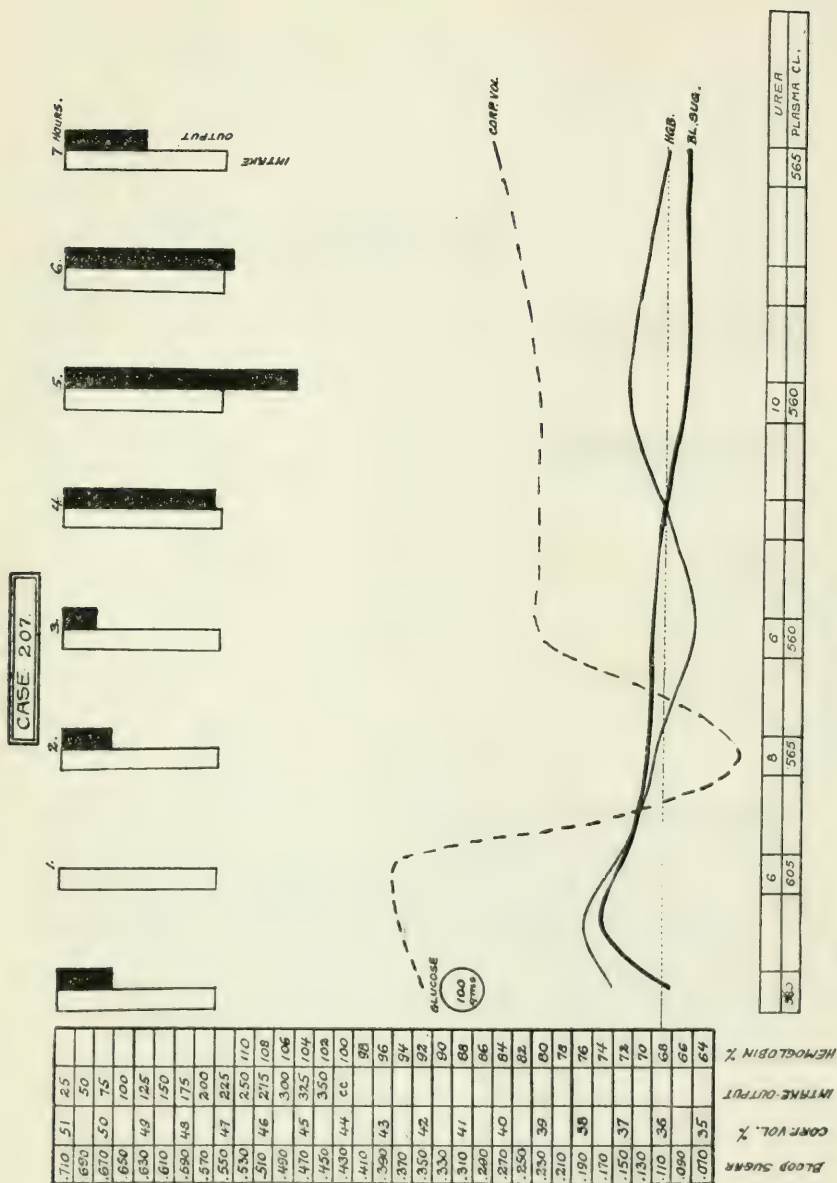 CASE 207.
1. 2. 3. 4. 5. 6. 7 HOURS.
OUTPUT
INTAKE
.710 51 25
.690 50
.670 50 75
.650 100
.630 49 125
.610 150
.590 48 175
.570 200
.550 47 225
.530 250 110
.510 46 275 108
.490 300 106
.470 45 325 104
.450 350 102
.430 44 cc 100
.410 98
.390 43 96
.370 94
.350 42 92
.330 90
.310 41 88
.290 86
.270 40 84
.250 82
.230 39 80
.210 78
.190 38 76
.170 74
.150 37 72
.130 70
.110 36 68
.090 66
.070 35 64
BLOOD SUGAR
CORP. VOL. %
INTAKE-OUTPUT
HEMOGLOBIN %
GLUCOSE
100
gms
CORP. VOL.
HGB.
BL. SUG.
6 8 6 10 UREA
605 565 560 560 565 PLASMA CL.